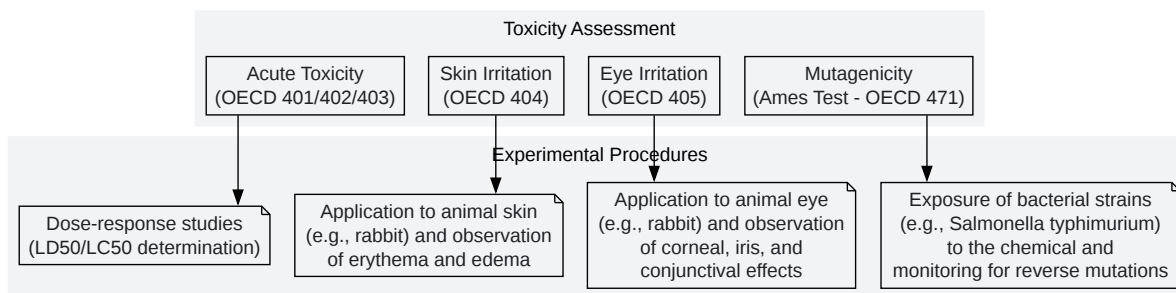 Toxicity Assessment
Acute Toxicity
(OECD 401/402/403)
Skin Irritation
(OECD 404)
Eye Irritation
(OECD 405)
Mutagenicity
(Ames Test - OECD 471)
Experimental Procedures
Dose-response studies
(LD50/LC50 determination)
Application to animal skin
(e.g., rabbit) and observation
of erythema and edema
Application to animal eye
(e.g., rabbit) and observation
of corneal, iris, and
conjunctival effects
Exposure of bacterial strains
(e.g., Salmonella typhimurium)
to the chemical and
monitoring for reverse mutations